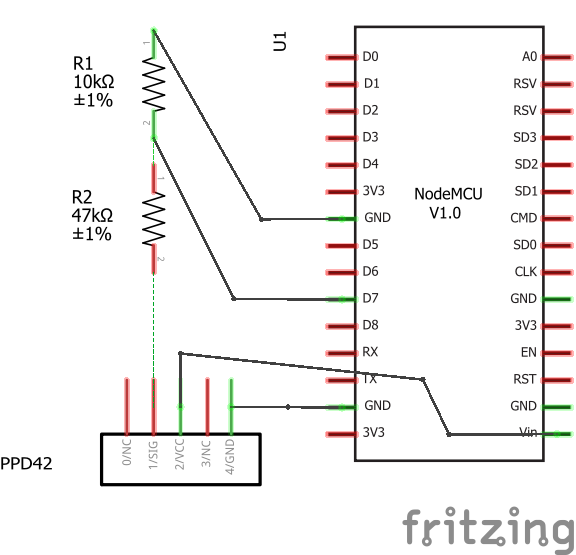 U1
R1
10kΩ
±1%
1
2
R2
47kΩ
±1%
1
2
NodeMCU
V1.0
D0
D1
D2
D3
D4
3V3
GND
D5
D6
D7
D8
RX
TX
GND
3V3
A0
RSV
RSV
SD3
SD2
SD1
CMD
SD0
CLK
GND
3V3
EN
RST
GND
Vin
PPD42
0/NC
1/SIG
2/VCC
3/NC
4/GND
fritzing